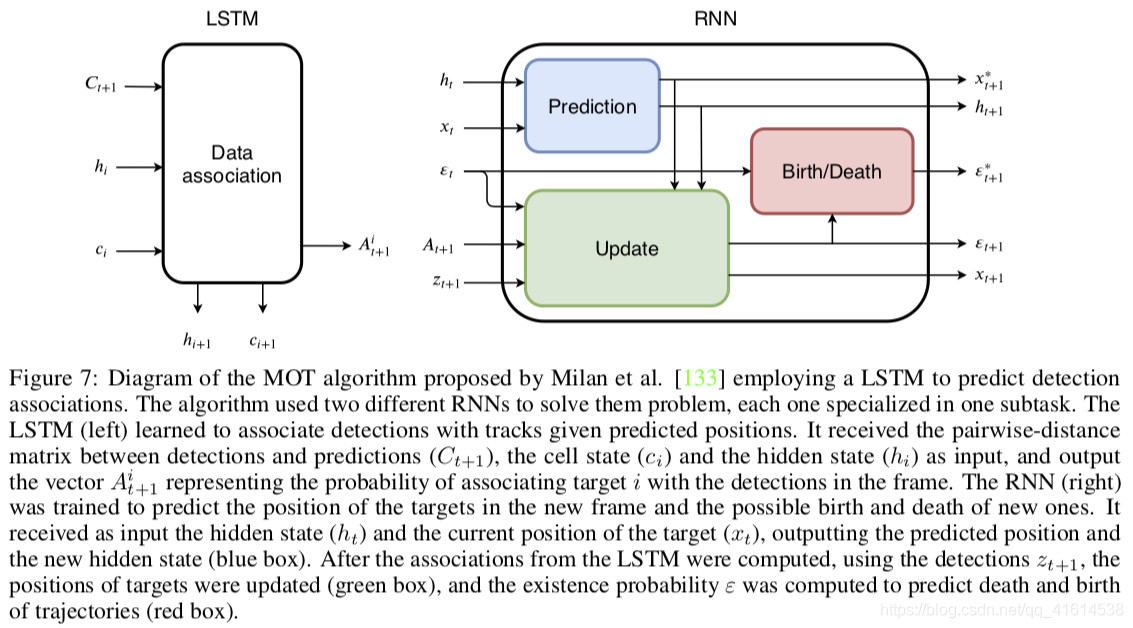 LSTM
RNN
C_{t+1}
h_i
c_i
Data
association
A^i_{t+1}
h_{i+1} c_{i+1}
h_t
x_t
ε_t
A_{t+1}
z_{t+1}
Prediction
Update
Birth/Death
x^*_{t+1}
h_{t+1}
ε^*_{t+1}
ε_{t+1}
x_{t+1}
Figure 7: Diagram of the MOT algorithm proposed by Milan et al. [133] employing a LSTM to predict detection
associations. The algorithm used two different RNNs to solve them problem, each one specialized in one subtask. The
LSTM (left) learned to associate detections with tracks given predicted positions. It received the pairwise-distance
matrix between detections and predictions (C_{t+1}), the cell state (c_i) and the hidden state (h_i) as input, and output
the vector A^i_{t+1} representing the probability of associating target i with the detections in the frame. The RNN (right)
was trained to predict the position of the targets in the new frame and the possible birth and death of new ones. It
received as input the hidden state (h_t) and the current position of the target (x_t), outputting the predicted position and
the new hidden state (blue box). After the associations from the LSTM were computed, using the detections z_{t+1}, the
positions of targets were updated (green box), and the existence probability ε was computed to predict death and birth
of trajectories (red box).
https://blog.csdn.net/qq_41614538